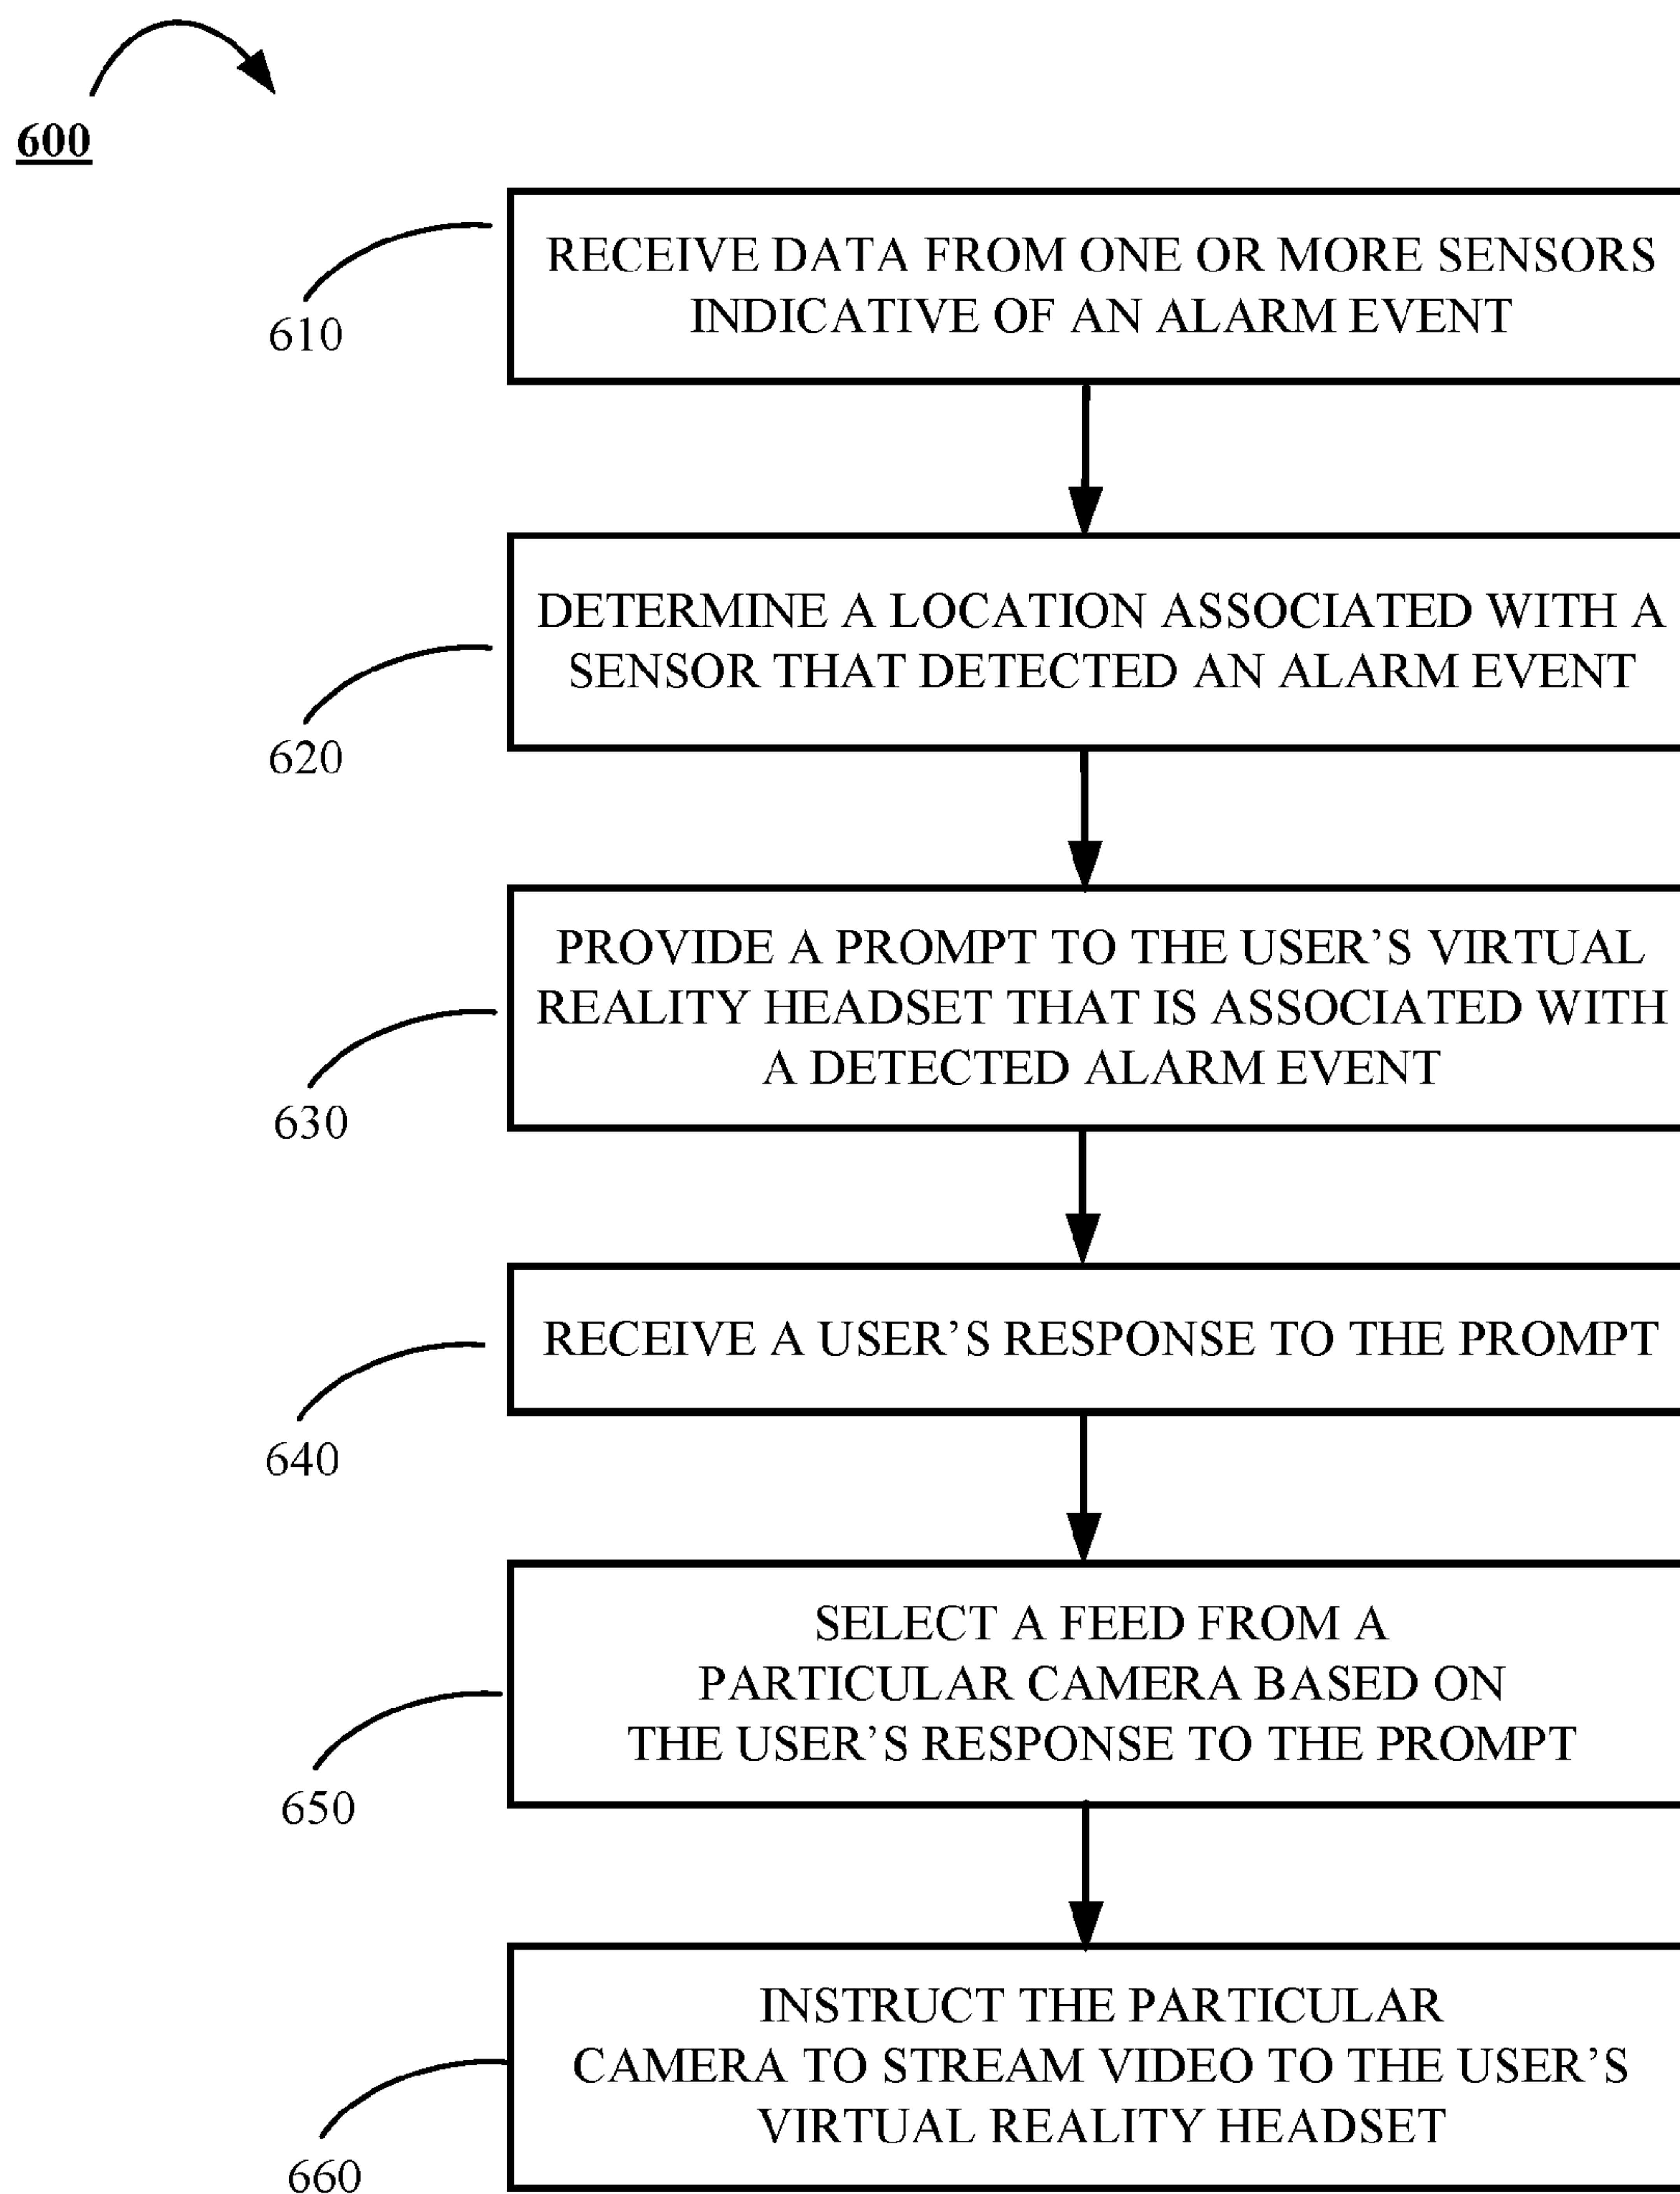 600
RECEIVE DATA FROM ONE OR MORE SENSORS
INDICATIVE OF AN ALARM EVENT
610
DETERMINE A LOCATION ASSOCIATED WITH A
SENSOR THAT DETECTED AN ALARM EVENT
620
PROVIDE A PROMPT TO THE USER’S VIRTUAL
REALITY HEADSET THAT IS ASSOCIATED WITH
A DETECTED ALARM EVENT
630
RECEIVE A USER’S RESPONSE TO THE PROMPT
640
SELECT A FEED FROM A
PARTICULAR CAMERA BASED ON
THE USER’S RESPONSE TO THE PROMPT
650
INSTRUCT THE PARTICULAR
CAMERA TO STREAM VIDEO TO THE USER’S
VIRTUAL REALITY HEADSET
660